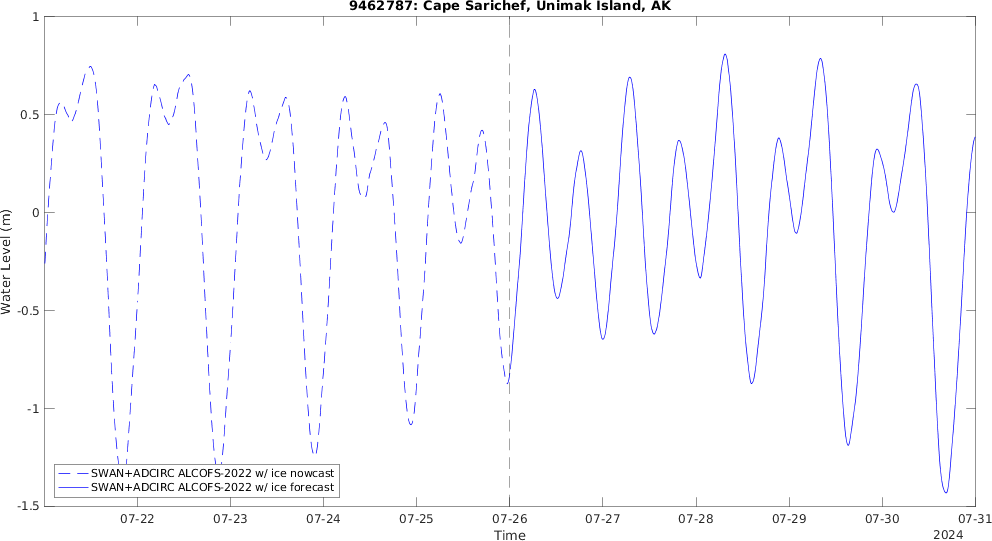 9462787: Cape Sarichef, Unimak Island, AK
1
0.5
0
-0.5
-1
-1.5
Water Level (m)
SWAN+ADCIRC ALCOFS-2022 w/ ice nowcast
SWAN+ADCIRC ALCOFS-2022 w/ ice forecast
07-22 07-23 07-24 07-25 07-26 07-27 07-28 07-29 07-30 07-31
Time
2024